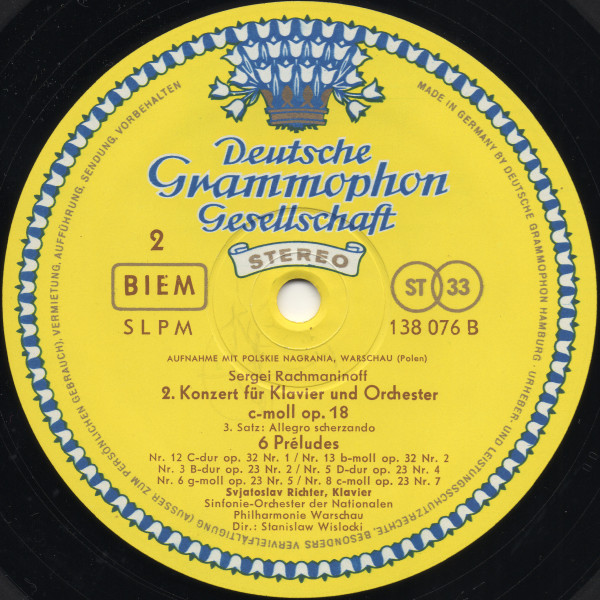 Deutsche
Grammophon
Gesellschaft
STEREO
2
BIEM
SLPM
ST 33
138 076 B
AUFNAHME MIT POLSKIE NAGRANIA, WARSCHAU (Polen)
Sergei Rachmaninoff
2. Konzert für Klavier und Orchester
c-moll op. 18
3. Satz: Allegro scherzando
6 Préludes
Nr. 12 C-dur op. 32 Nr. 1 / Nr. 13 b-moll op. 32 Nr. 2
Nr. 3 B-dur op. 23 Nr. 2 / Nr. 5 D-dur op. 23 Nr. 4
Nr. 6 g-moll op. 23 Nr. 5 / Nr. 8 c-moll op. 23 Nr. 7
Svjatoslav Richter, Klavier
Sinfonie-Orchester der Nationalen
Philharmonie Warschau
Dir.: Stanislaw Wislocki
MADE IN GERMANY BY DEUTSCHE GRAMMOPHON HAMBURG · URHEBER- UND LEISTUNGSSCHUTZRECHTE, BESONDERS VERVIELFÄLTIGUNG (AUSSER ZUM PERSÖNLICHEN GEBRAUCH), VERMIETUNG, AUFFÜHRUNG, SENDUNG, VORBEHALTEN